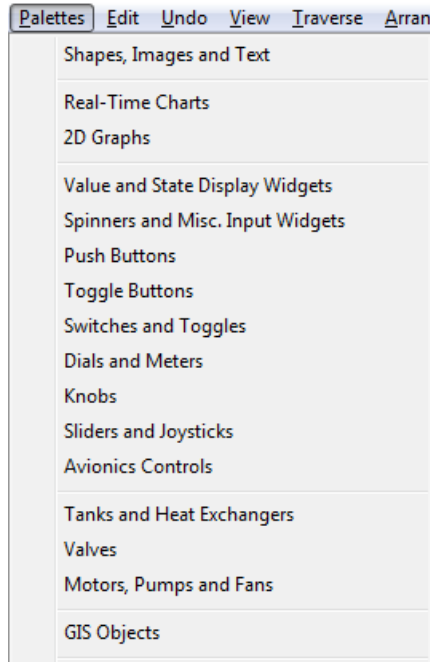 Palettes Edit Undo View Traverse Arran
Shapes, Images and Text
Real-Time Charts
2D Graphs
Value and State Display Widgets
Spinners and Misc. Input Widgets
Push Buttons
Toggle Buttons
Switches and Toggles
Dials and Meters
Knobs
Sliders and Joysticks
Avionics Controls
Tanks and Heat Exchangers
Valves
Motors, Pumps and Fans
GIS Objects